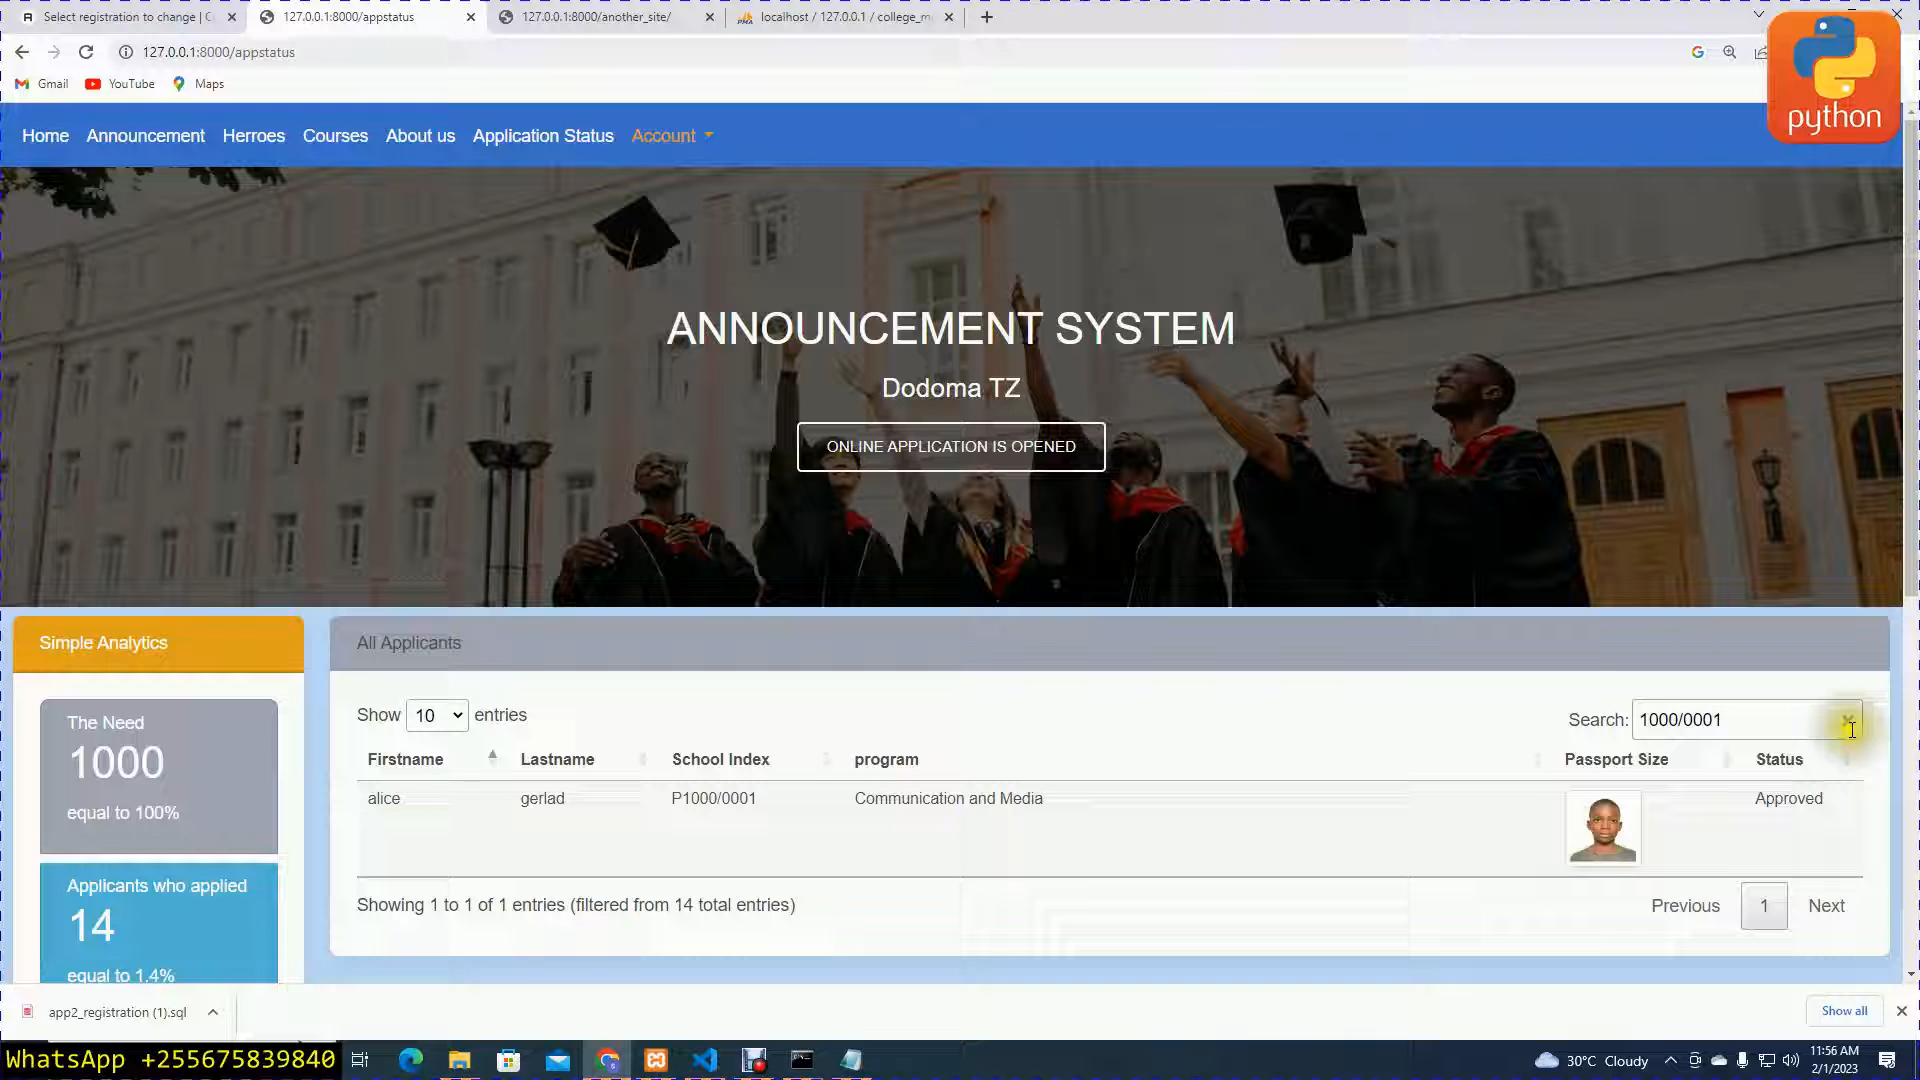 Select registration to change | C
127.0.0.1:8000/appstatus
127.0.0.1:8000/another_site/
localhost / 127.0.0.1 / college_m
127.0.0.1:8000/appstatus
Gmail
YouTube
Maps
python
Home
Announcement
Herroes
Courses
About us
Application Status
Account
ANNOUNCEMENT SYSTEM
Dodoma TZ
ONLINE APPLICATION IS OPENED
Simple Analytics
The Need
1000
equal to 100%
Applicants who applied
14
equal to 1.4%
All Applicants
Show 10 entries
Search: 1000/0001
Firstname Lastname School Index program Passport Size Status
alice gerlad P1000/0001 Communication and Media Approved
Showing 1 to 1 of 1 entries (filtered from 14 total entries)
Previous 1 Next
app2_registration (1).sql
Show all
WhatsApp +255675839840
30°C Cloudy
11:56 AM
2/1/2023